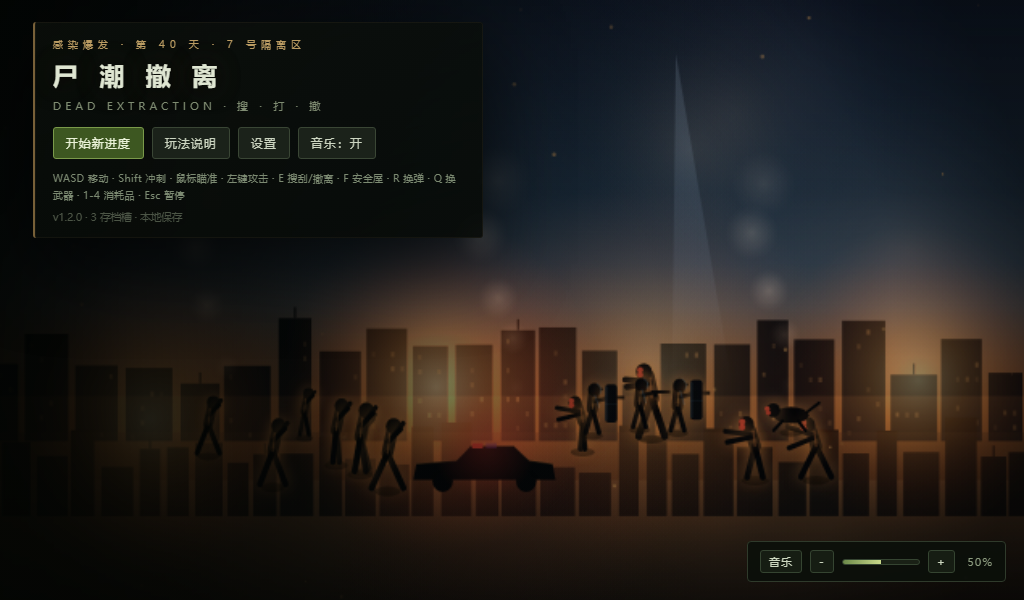 感染爆发 · 第 40 天 · 7 号隔离区
尸潮撤离
DEAD EXTRACTION · 搜 · 打 · 撤
开始新进度 玩法说明 设置 音乐: 开
WASD 移动 · Shift 冲刺 · 鼠标瞄准 · 左键攻击 · E 搜刮/撤离 · F 安全屋 · R 换弹 · Q 换
武器 · 1-4 消耗品 · Esc 暂停
v1.2.0 · 3 存档槽 · 本地保存
音乐 - + 50%